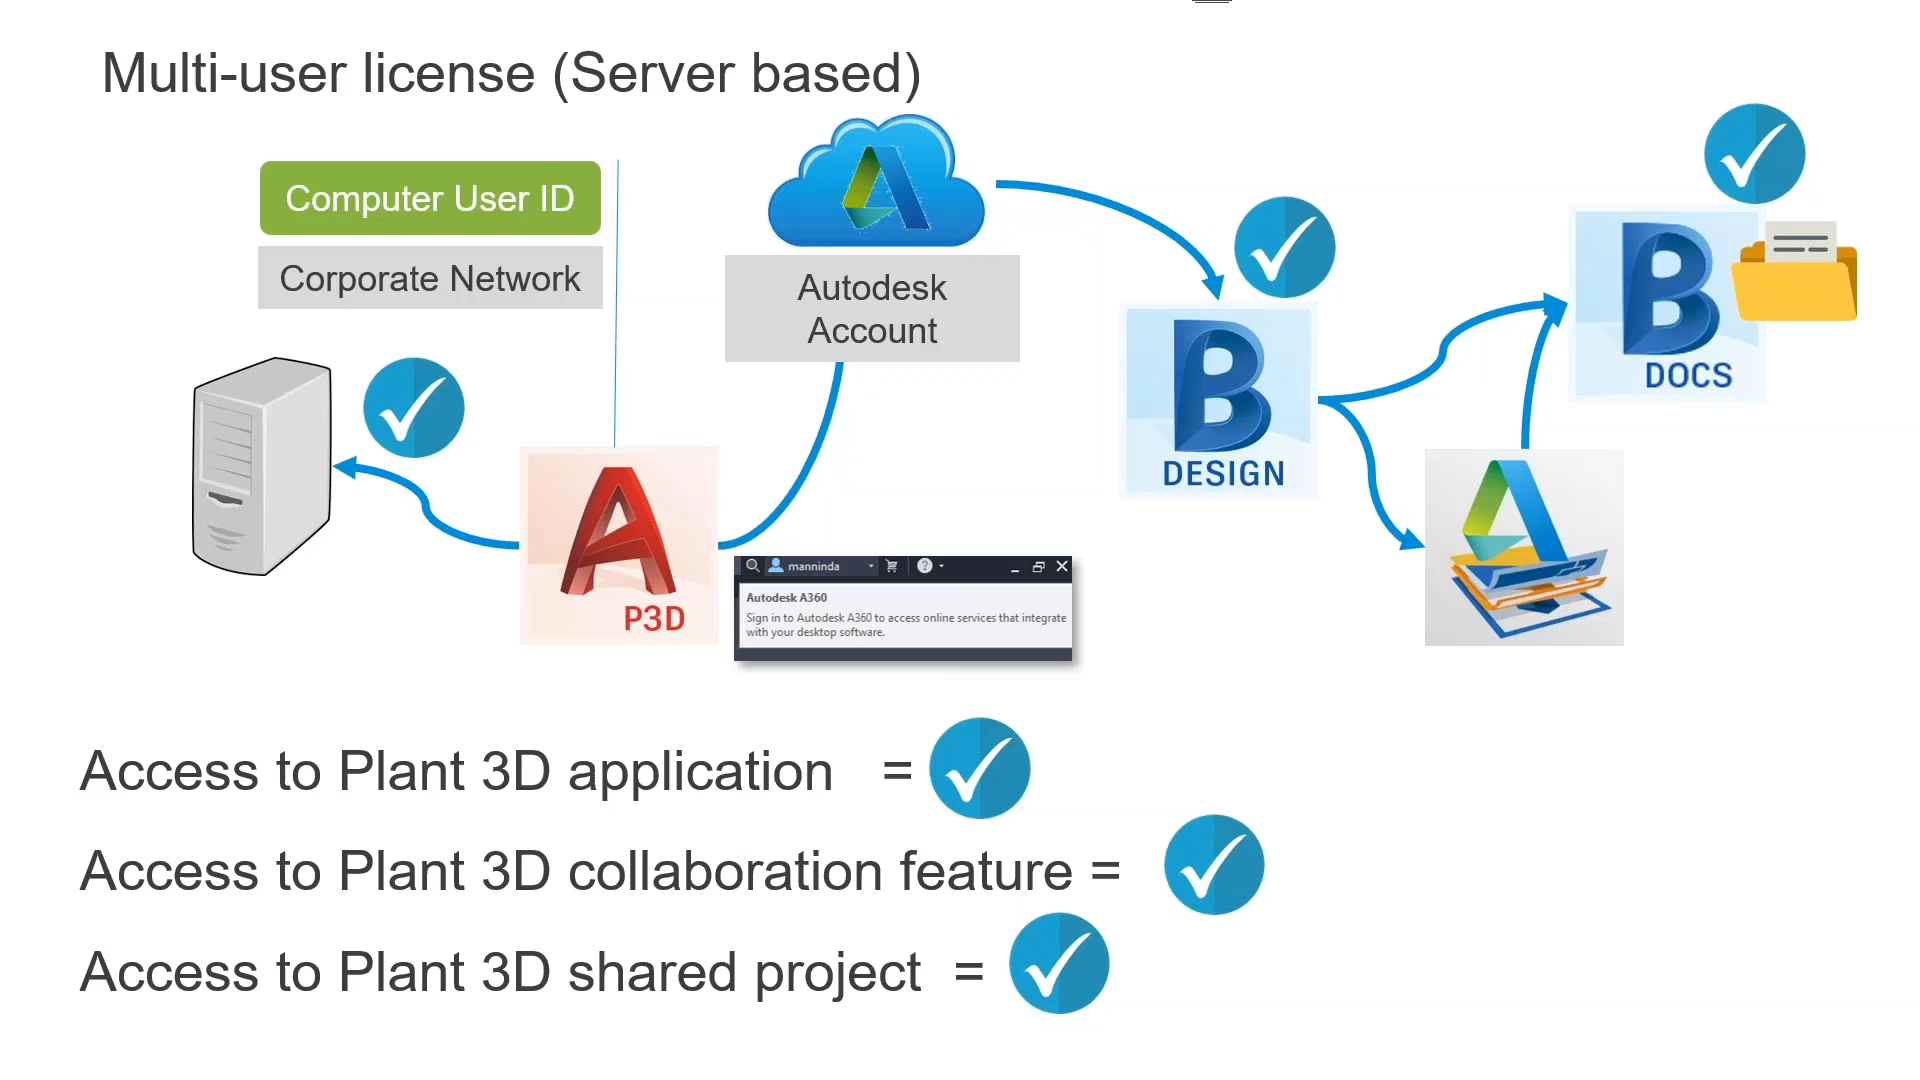 Multi-user license (Server based)
Computer User ID
Corporate Network
Autodesk
Account
DESIGN
DOCS
P3D
manninda
Autodesk A360
Sign in to Autodesk A360 to access online services that integrate
with your desktop software.
Access to Plant 3D application =
Access to Plant 3D collaboration feature =
Access to Plant 3D shared project =